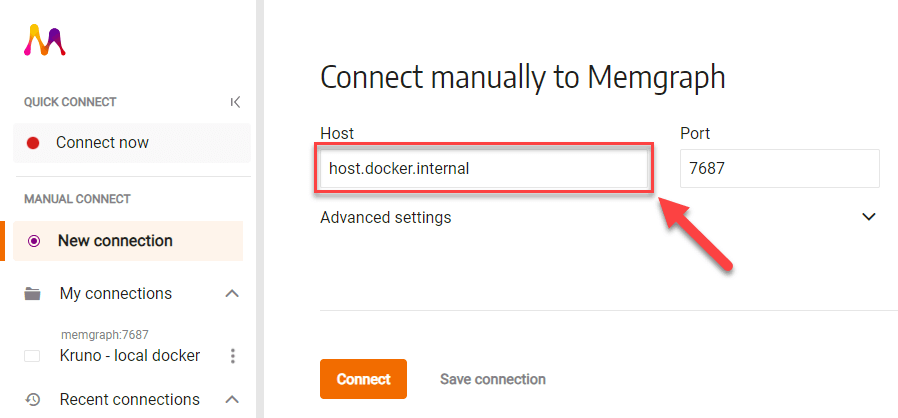 QUICK CONNECT
Connect now
MANUAL CONNECT
New connection
My connections
memgraph:7687
Kruno - local docker
Recent connections
Connect manually to Memgraph
Host
Port
host.docker.internal
7687
Advanced settings
Connect
Save connection